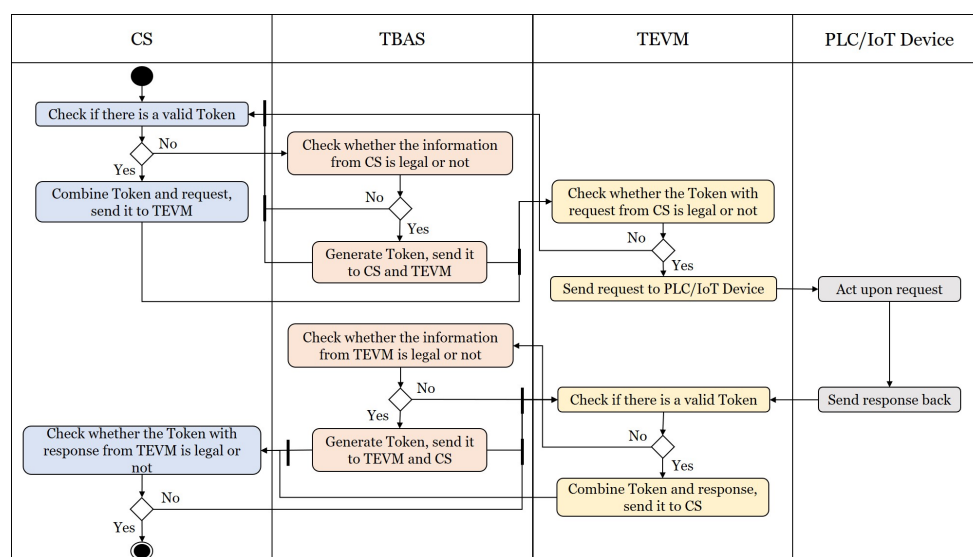 CS
TBAS
TEVM
PLC/IoT Device
Check if there is a valid Token
No
Yes
Check whether the information
from CS is legal or not
Combine Token and request,
send it to TEVM
No
Yes
Check whether the Token with
request from CS is legal or not
No
Yes
Generate Token, send it
to CS and TEVM
Send request to PLC/IoT Device
Act upon request
Check whether the information
from TEVM is legal or not
No
Yes
Check if there is a valid Token
Send response back
No
Yes
Check whether the Token with
response from TEVM is legal or
not
Generate Token, send it
to TEVM and CS
Combine Token and response,
send it to CS
No
Yes